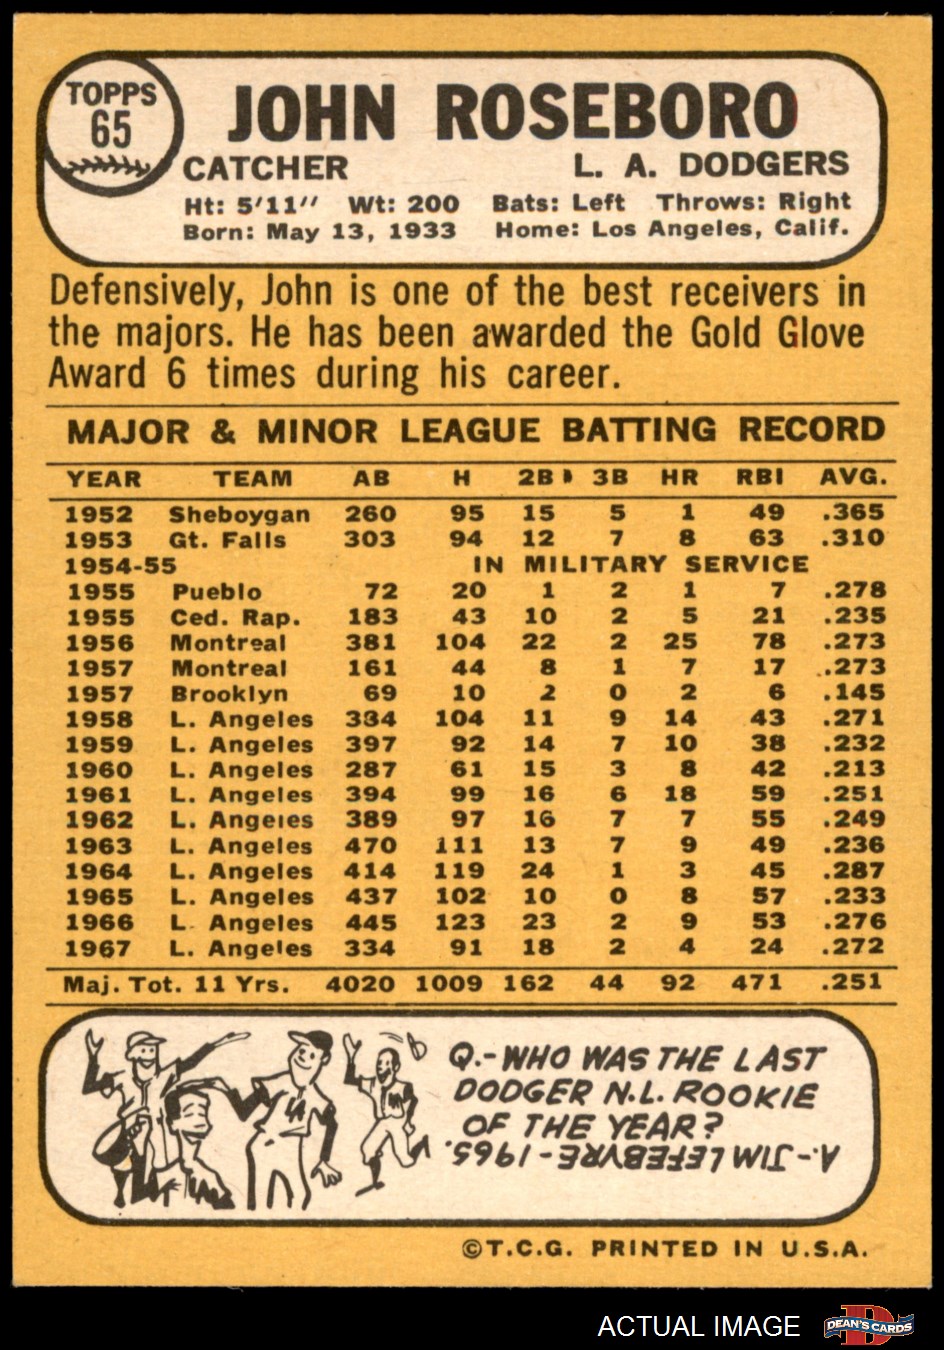 TOPPS
65
JOHN ROSEBORO
CATCHER L. A. DODGERS
Ht: 5'11" Wt: 200 Bats: Left Throws: Right
Born: May 13, 1933 Home: Los Angeles, Calif.
Defensively, John is one of the best receivers in
the majors. He has been awarded the Gold Glove
Award 6 times during his career.
MAJOR & MINOR LEAGUE BATTING RECORD
YEAR TEAM AB H 2B 3B HR RBI AVG.
1952 Sheboygan 260 95 15 5 1 49 .365
1953 Gt. Falls 303 94 12 7 8 63 .310
1954-55 IN MILITARY SERVICE
1955 Pueblo 72 20 1 2 1 7 .278
1955 Ced. Rap. 183 43 10 2 5 21 .235
1956 Montreal 381 104 22 2 25 78 .273
1957 Montreal 161 44 8 1 7 17 .273
1957 Brooklyn 69 10 2 0 2 6 .145
1958 L. Angeles 384 104 11 9 14 43 .271
1959 L. Angeles 397 92 14 7 10 38 .232
1960 L. Angeles 287 61 15 3 8 42 .213
1961 L. Angeles 394 99 16 6 18 59 .251
1962 L. Angeles 389 97 16 7 7 55 .249
1963 L. Angeles 470 111 13 7 9 49 .236
1964 L. Angeles 414 119 24 1 3 45 .287
1965 L. Angeles 437 102 10 0 8 57 .233
1966 L. Angeles 445 123 23 2 9 53 .276
1967 L. Angeles 334 91 18 2 4 24 .272
Maj. Tot. 11 Yrs. 4020 1009 162 44 92 471 .251
LA
Q.-WHO WAS THE LAST
DODGER N.L. ROOKIE
OF THE YEAR?
A.-JIM LEFEBVRE-1965.
©T.C.G. PRINTED IN U.S.A.
ACTUAL IMAGE
DEAN'S CARDS